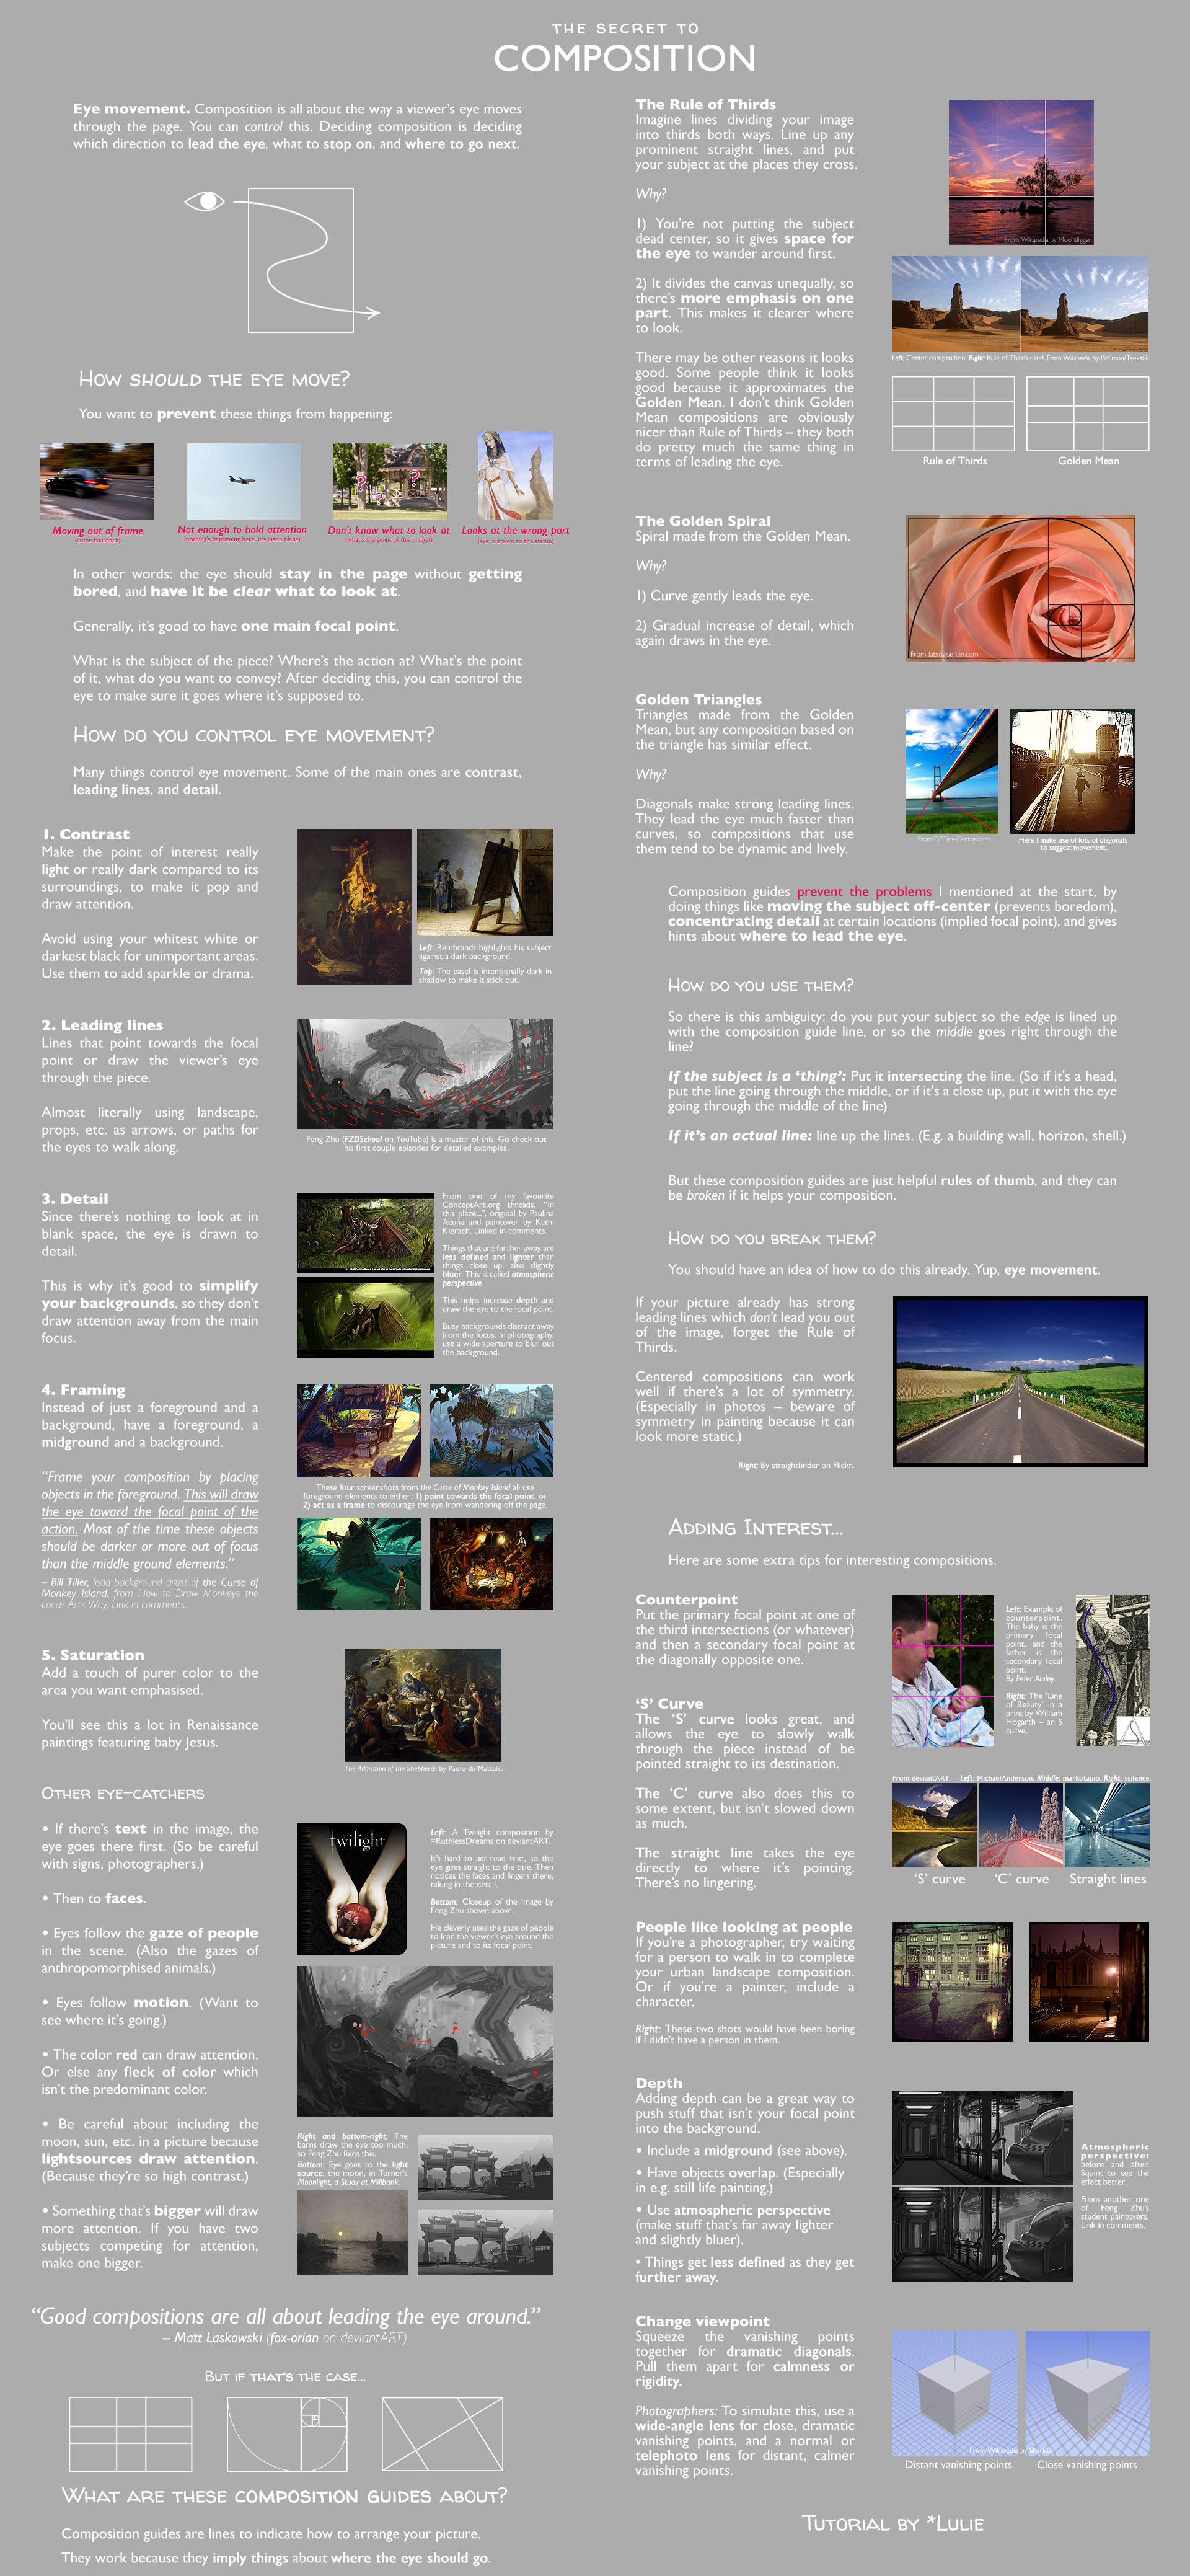 THE SECRET TO
COMPOSITION
Eye movement. Composition is all about the way a viewer's eye moves
through the page. You can control this. Deciding composition is deciding
which direction to lead the eye, what to stop on, and where to go next.
How should the eye move?
You want to prevent these things from happening:
Moving out of frame
(come baaaack)
Not enough to hold attention
(nothing's happening here, it's just a plane)
Don't know what to look at
(what's the point of this image?)
Looks at the wrong part
(eye is drawn to the statue)
In other words: the eye should stay in the page without getting
bored, and have it be clear what to look at.
Generally, it's good to have one main focal point.
What is the subject of the piece? Where's the action at? What's the point
of it, what do you want to convey? After deciding this, you can control the
eye to make sure it goes where it's supposed to.
How do you control eye movement?
Many things control eye movement. Some of the main ones are contrast,
leading lines, and detail.
1. Contrast
Make the point of interest really
light or really dark compared to its
surroundings, to make it pop and
draw attention.
Avoid using your whitest white or
darkest black for unimportant areas.
Use them to add sparkle or drama.
Left: Rembrandt highlights his subject
against a dark background.
Top: The easel is intentionally dark in
shadow to make it stick out.
2. Leading lines
Lines that point towards the focal
point or draw the viewer's eye
through the piece.
Almost literally using landscape,
props, etc. as arrows, or paths for
the eyes to walk along.
Feng Zhu (FZDSchool on YouTube) is a master of this. Go check out
his first couple episodes for detailed examples.
3. Detail
Since there's nothing to look at in
blank space, the eye is drawn to
detail.
This is why it's good to simplify
your backgrounds, so they don't
draw attention away from the main
focus.
From one of my favourite
ConceptArt.org threads, "In
this place...", original by Paulina
Acuña and paintover by Kathi
Kierach. Linked in comments.
Things that are further away are
less defined and lighter than
things close up, also slightly
bluer. This is called atmospheric
perspective.
This helps increase depth and
draw the eye to the focal point.
Busy backgrounds distract away
from the focus. In photography,
use a wide aperture to blur out
the background.
4. Framing
Instead of just a foreground and a
background, have a foreground, a
midground and a background.
"Frame your composition by placing
objects in the foreground. This will draw
the eye toward the focal point of the
action. Most of the time these objects
should be darker or more out of focus
than the middle ground elements."
– Bill Tiller, lead background artist of the Curse of
Monkey Island, from How to Draw Monkeys the
Lucas Arts Way. Link in comments.
These four screenshots from the Curse of Monkey Island all use
foreground elements to either: 1) point towards the focal point, or
2) act as a frame to discourage the eye from wandering off the page.
5. Saturation
Add a touch of purer color to the
area you want emphasised.
You'll see this a lot in Renaissance
paintings featuring baby Jesus.
The Adoration of the Shepherds by Paolo de Matteis.
Other eye-catchers
• If there's text in the image, the
eye goes there first. (So be careful
with signs, photographers.)
• Then to faces.
• Eyes follow the gaze of people
in the scene. (Also the gazes of
anthropomorphised animals.)
• Eyes follow motion. (Want to
see where it's going.)
• The color red can draw attention.
Or else any fleck of color which
isn't the predominant color.
• Be careful about including the
moon, sun, etc. in a picture because
lightsources draw attention.
(Because they're so high contrast.)
• Something that's bigger will draw
more attention. If you have two
subjects competing for attention,
make one bigger.
twilight
Left: A Twilight composition by
=RuthlessDreams on deviantART.
It's hard to not read text, so the
eye goes straight to the title. Then
notices the faces and lingers there,
taking in the detail.
Bottom: Closeup of the image by
Feng Zhu shown above.
He cleverly uses the gaze of people
to lead the viewer's eye around the
picture and to its focal point.
Right and bottom-right: The
barns draw the eye too much,
so Feng Zhu fixes this.
Bottom: Eye goes to the light
source, the moon, in Turner's
Moonlight, a Study at Millbank.
"Good compositions are all about leading the eye around."
– Matt Laskowski (fox-orian on deviantART)
But if that's the case...
What are these composition guides about?
Composition guides are lines to indicate how to arrange your picture.
They work because they imply things about where the eye should go.
The Rule of Thirds
Imagine lines dividing your image
into thirds both ways. Line up any
prominent straight lines, and put
your subject at the places they cross.
Why?
1) You're not putting the subject
dead center, so it gives space for
the eye to wander around first.
2) It divides the canvas unequally, so
there's more emphasis on one
part. This makes it clearer where
to look.
There may be other reasons it looks
good. Some people think it looks
good because it approximates the
Golden Mean. I don't think Golden
Mean compositions are obviously
nicer than Rule of Thirds – they both
do pretty much the same thing in
terms of leading the eye.
From Wikipedia by Moondigger
Left: Center composition. Right: Rule of Thirds used. From Wikipedia by Pir6mon/Teeks66
Rule of Thirds
Golden Mean
The Golden Spiral
Spiral made from the Golden Mean.
Why?
1) Curve gently leads the eye.
2) Gradual increase of detail, which
again draws in the eye.
From fabiovisentin.com
Golden Triangles
Triangles made from the Golden
Mean, but any composition based on
the triangle has similar effect.
Why?
Diagonals make strong leading lines.
They lead the eye much faster than
curves, so compositions that use
them tend to be dynamic and lively.
From DPTips-Central.com
Here I make use of lots of diagonals
to suggest movement.
Composition guides prevent the problems I mentioned at the start, by
doing things like moving the subject off-center (prevents boredom),
concentrating detail at certain locations (implied focal point), and gives
hints about where to lead the eye.
How do you use them?
So there is this ambiguity: do you put your subject so the edge is lined up
with the composition guide line, or so the middle goes right through the
line?
If the subject is a 'thing': Put it intersecting the line. (So if it's a head,
put the line going through the middle, or if it's a close up, put it with the eye
going through the middle of the line)
If it's an actual line: line up the lines. (E.g. a building wall, horizon, shell.)
But these composition guides are just helpful rules of thumb, and they can
be broken if it helps your composition.
How do you break them?
You should have an idea of how to do this already. Yup, eye movement.
If your picture already has strong
leading lines which don't lead you out
of the image, forget the Rule of
Thirds.
Centered compositions can work
well if there's a lot of symmetry.
(Especially in photos – beware of
symmetry in painting because it can
look more static.)
Right: By straightfinder on Flickr.
Adding Interest...
Here are some extra tips for interesting compositions.
Counterpoint
Put the primary focal point at one of
the third intersections (or whatever)
and then a secondary focal point at
the diagonally opposite one.
Left: Example of
counterpoint.
The baby is the
primary focal
point, and the
father is the
secondary focal
point.
By Peter Ainley.
Right: The 'Line
of Beauty' in a
print by William
Hogarth – an S
curve.
'S' Curve
The 'S' curve looks great, and
allows the eye to slowly walk
through the piece instead of be
pointed straight to its destination.
The 'C' curve also does this to
some extent, but isn't slowed down
as much.
The straight line takes the eye
directly to where it's pointing.
There's no lingering.
From deviantART – Left: MichaelAnderson. Middle: markotapio. Right: ssilence.
'S' curve
'C' curve
Straight lines
People like looking at people
If you're a photographer, try waiting
for a person to walk in to complete
your urban landscape composition.
Or if you're a painter, include a
character.
Right: These two shots would have been boring
if I didn't have a person in them.
Depth
Adding depth can be a great way to
push stuff that isn't your focal point
into the background.
• Include a midground (see above).
• Have objects overlap. (Especially
in e.g. still life painting.)
• Use atmospheric perspective
(make stuff that's far away lighter
and slightly bluer).
• Things get less defined as they get
further away.
Atmospheric
perspective:
before and after.
Squint to see the
effect better.
From another one
of Feng Zhu's
student paintovers.
Link in comments.
Change viewpoint
Squeeze the vanishing points
together for dramatic diagonals.
Pull them apart for calmness or
rigidity.
Photographers: To simulate this, use a
wide-angle lens for close, dramatic
vanishing points, and a normal or
telephoto lens for distant, calmer
vanishing points.
From Wikipedia by
Distant vanishing points
Close vanishing points
Tutorial by *Lulie